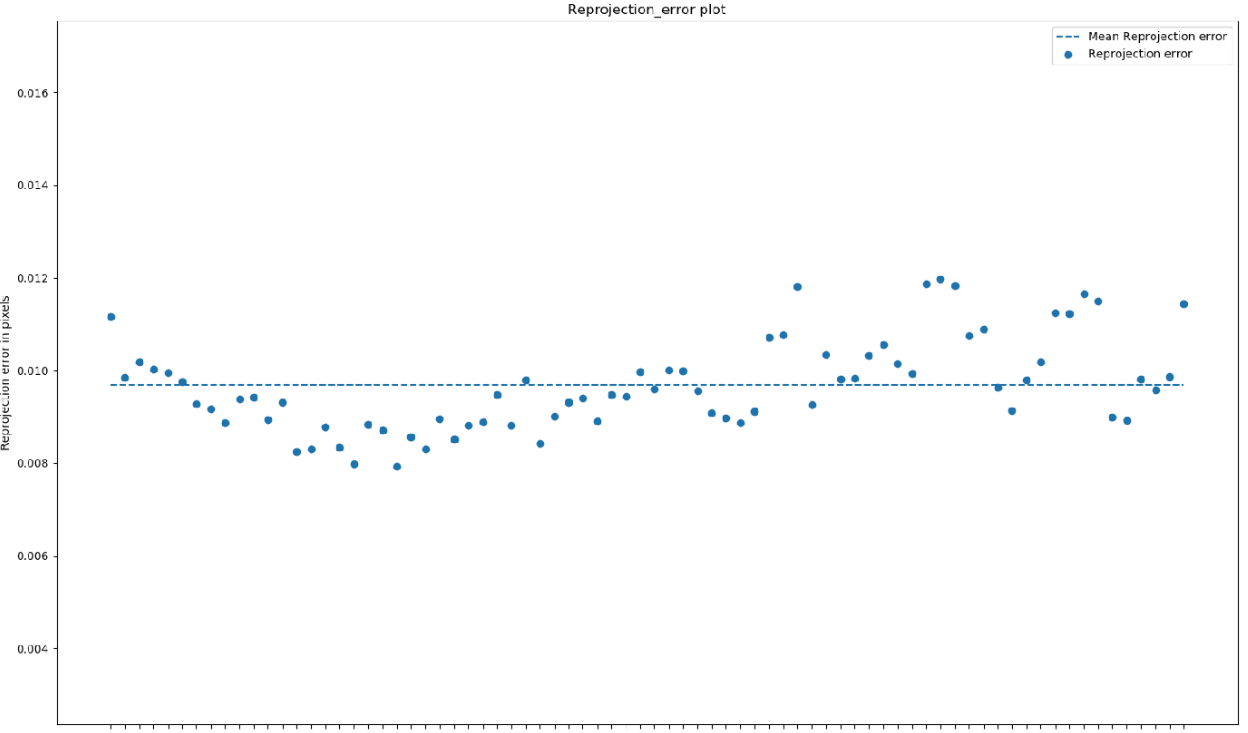 Reprojection_error plot
Mean Reprojection error
Reprojection error
0.016
0.014
0.012
0.010
0.008
0.006
0.004
Reprojection error in pixels